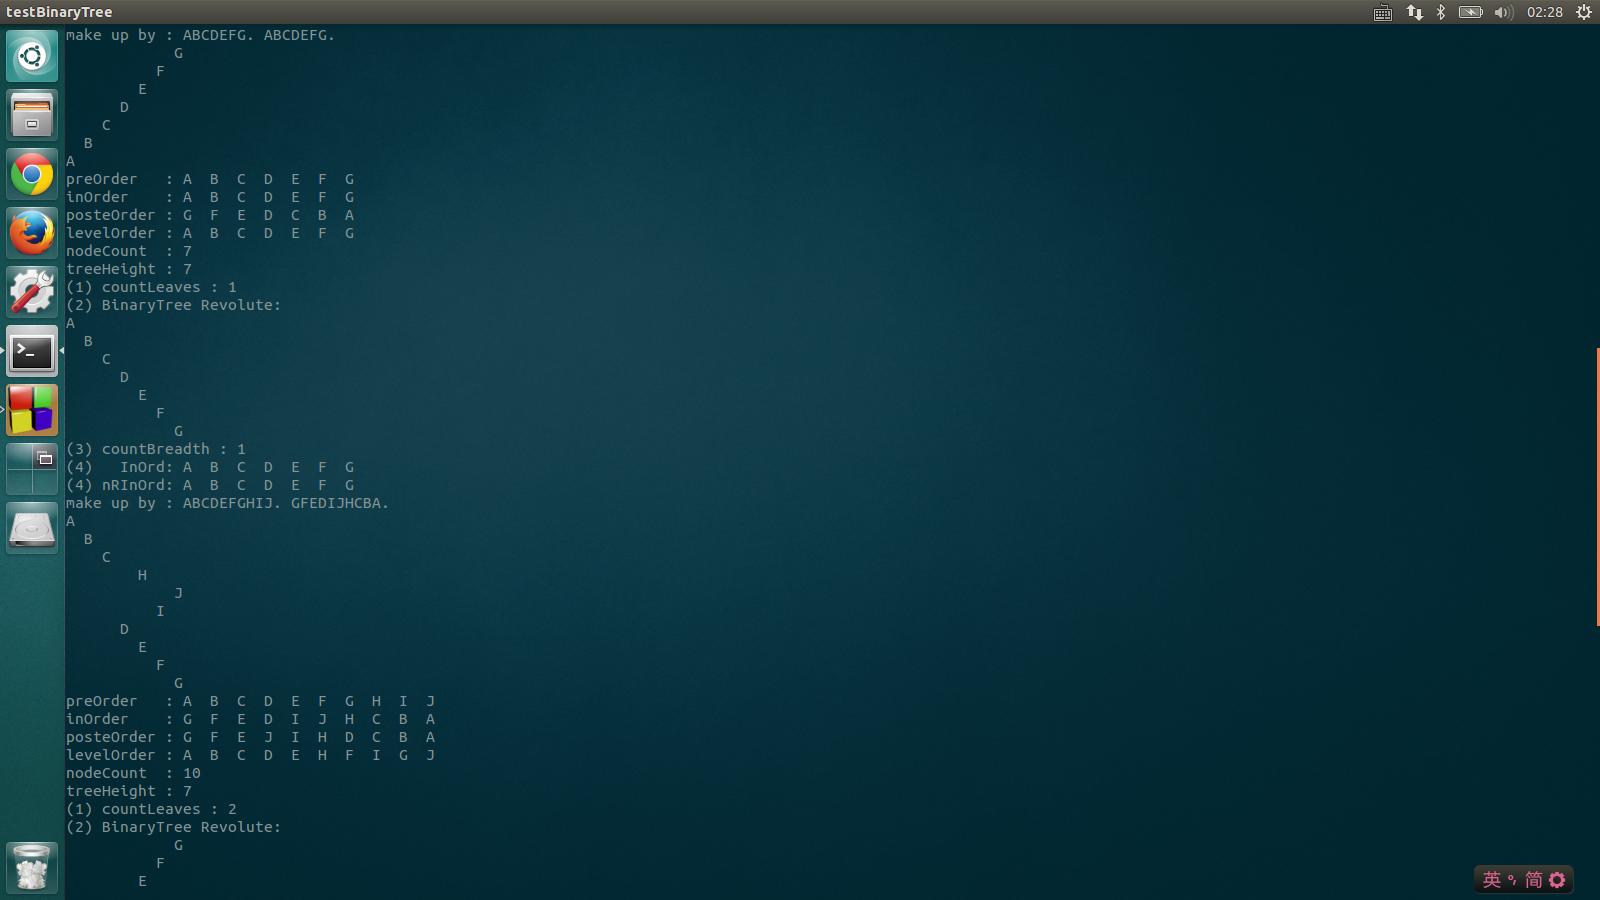 testBinaryTree 02:28
make up by : ABCDEFG. ABCDEFG.
            G
          F
        E
      D
    C
  B
A
preOrder   : A  B  C  D  E  F  G
inOrder    : A  B  C  D  E  F  G
posteOrder : G  F  E  D  C  B  A
levelOrder : A  B  C  D  E  F  G
nodeCount  : 7
treeHeight : 7
(1) countLeaves : 1
(2) BinaryTree Revolute:
A
  B
    C
      D
        E
          F
            G
(3) countBreadth : 1
(4)   InOrd: A  B  C  D  E  F  G
(4) nRInOrd: A  B  C  D  E  F  G
make up by : ABCDEFGHIJ. GFEDIJHCBA.
A
  B
    C
        H
            J
          I
      D
        E
          F
            G
preOrder   : A  B  C  D  E  F  G  H  I  J
inOrder    : G  F  E  D  I  J  H  C  B  A
posteOrder : G  F  E  J  I  H  D  C  B  A
levelOrder : A  B  C  D  E  H  F  I  G  J
nodeCount  : 10
treeHeight : 7
(1) countLeaves : 2
(2) BinaryTree Revolute:
            G
          F
        E
英 °, 简